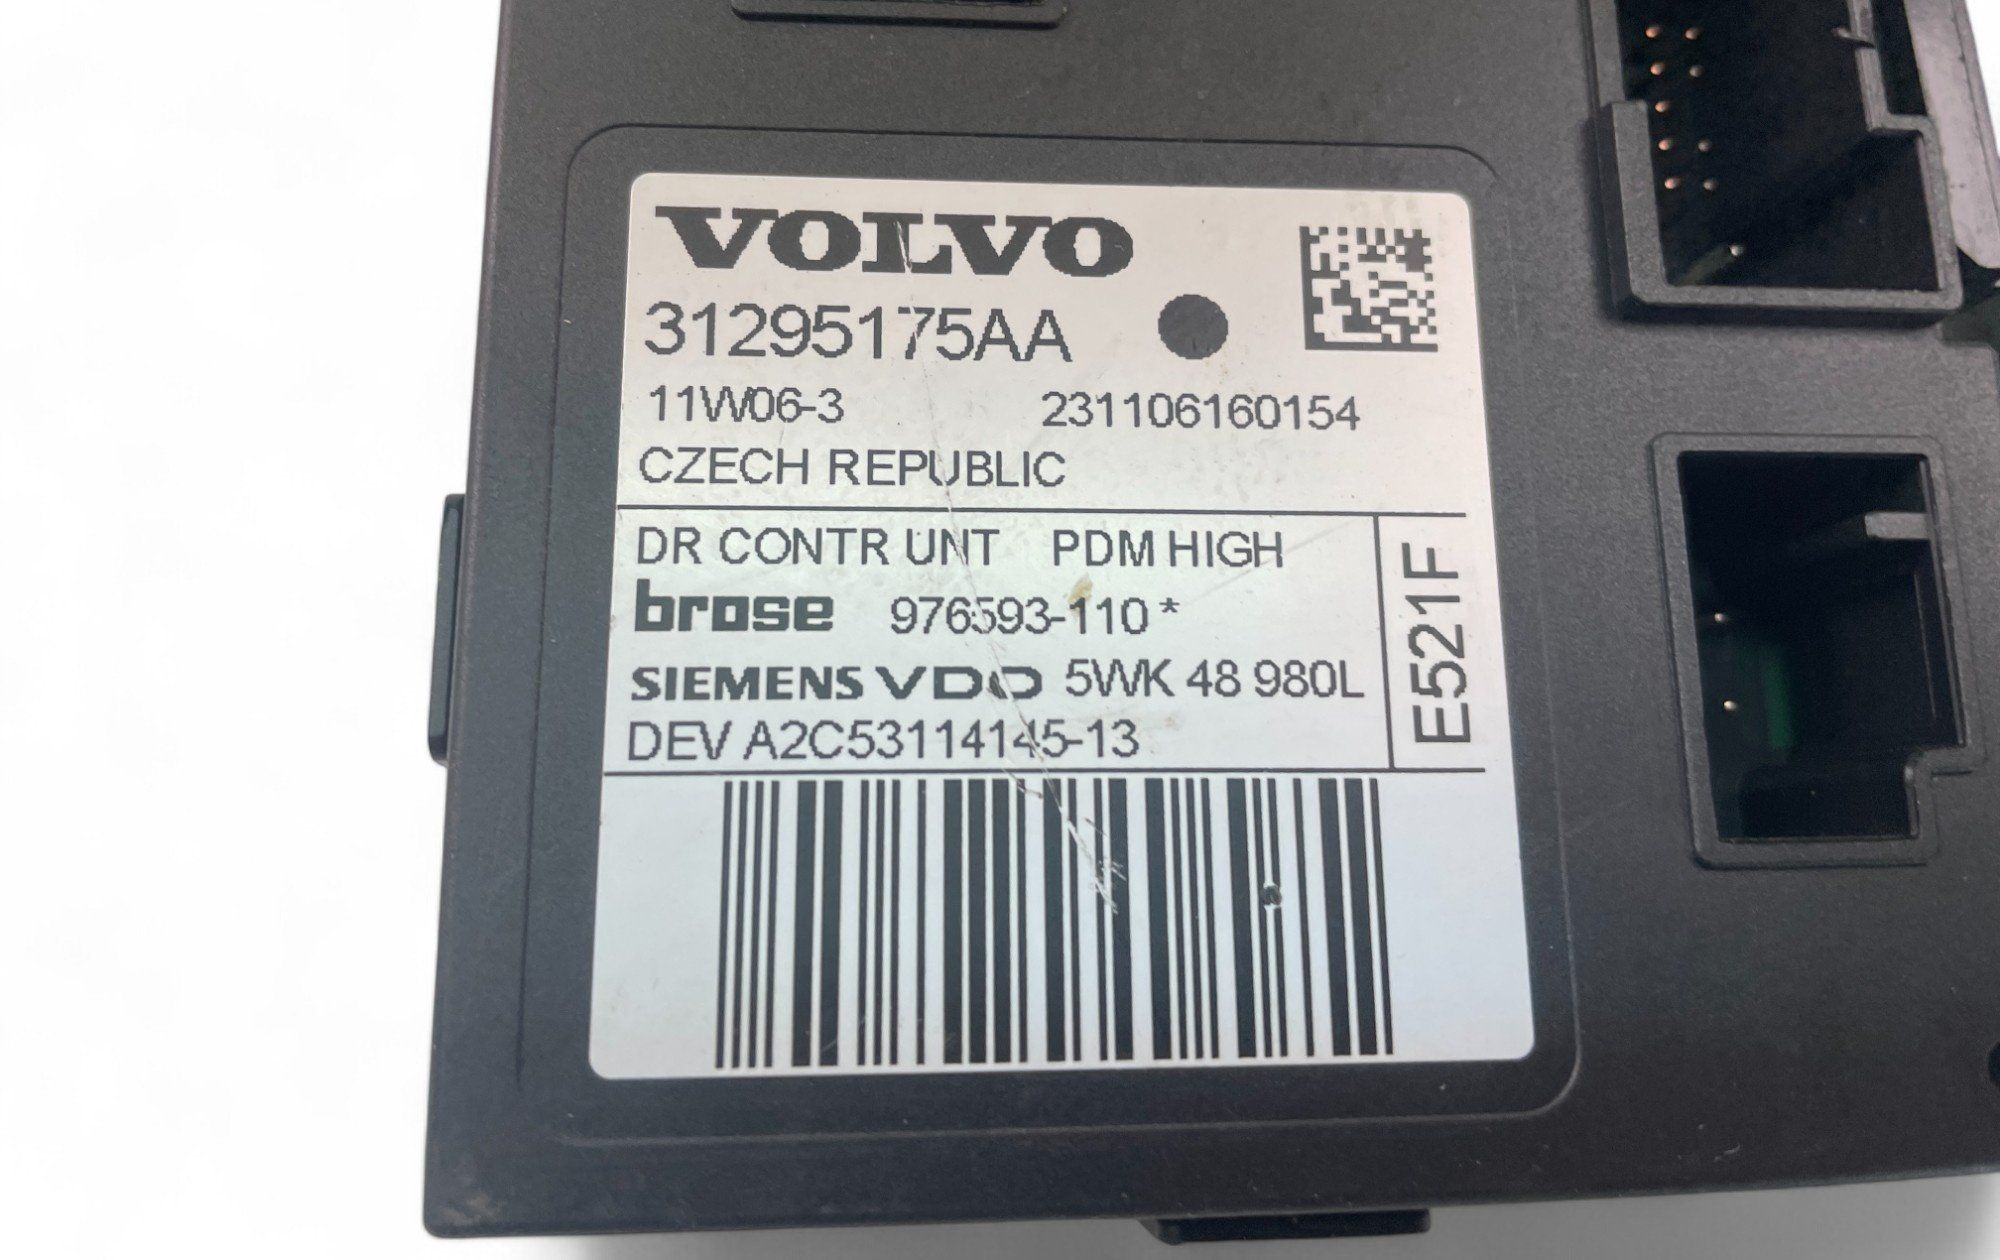 VOLVO
31295175AA
11W06-3 231106160154
CZECH REPUBLIC
DR CONTR UNT PDM HIGH
brose 976593-110 *
SIEMENS VDO 5WK 48 980L
DEV A2C53114145-13
E521F